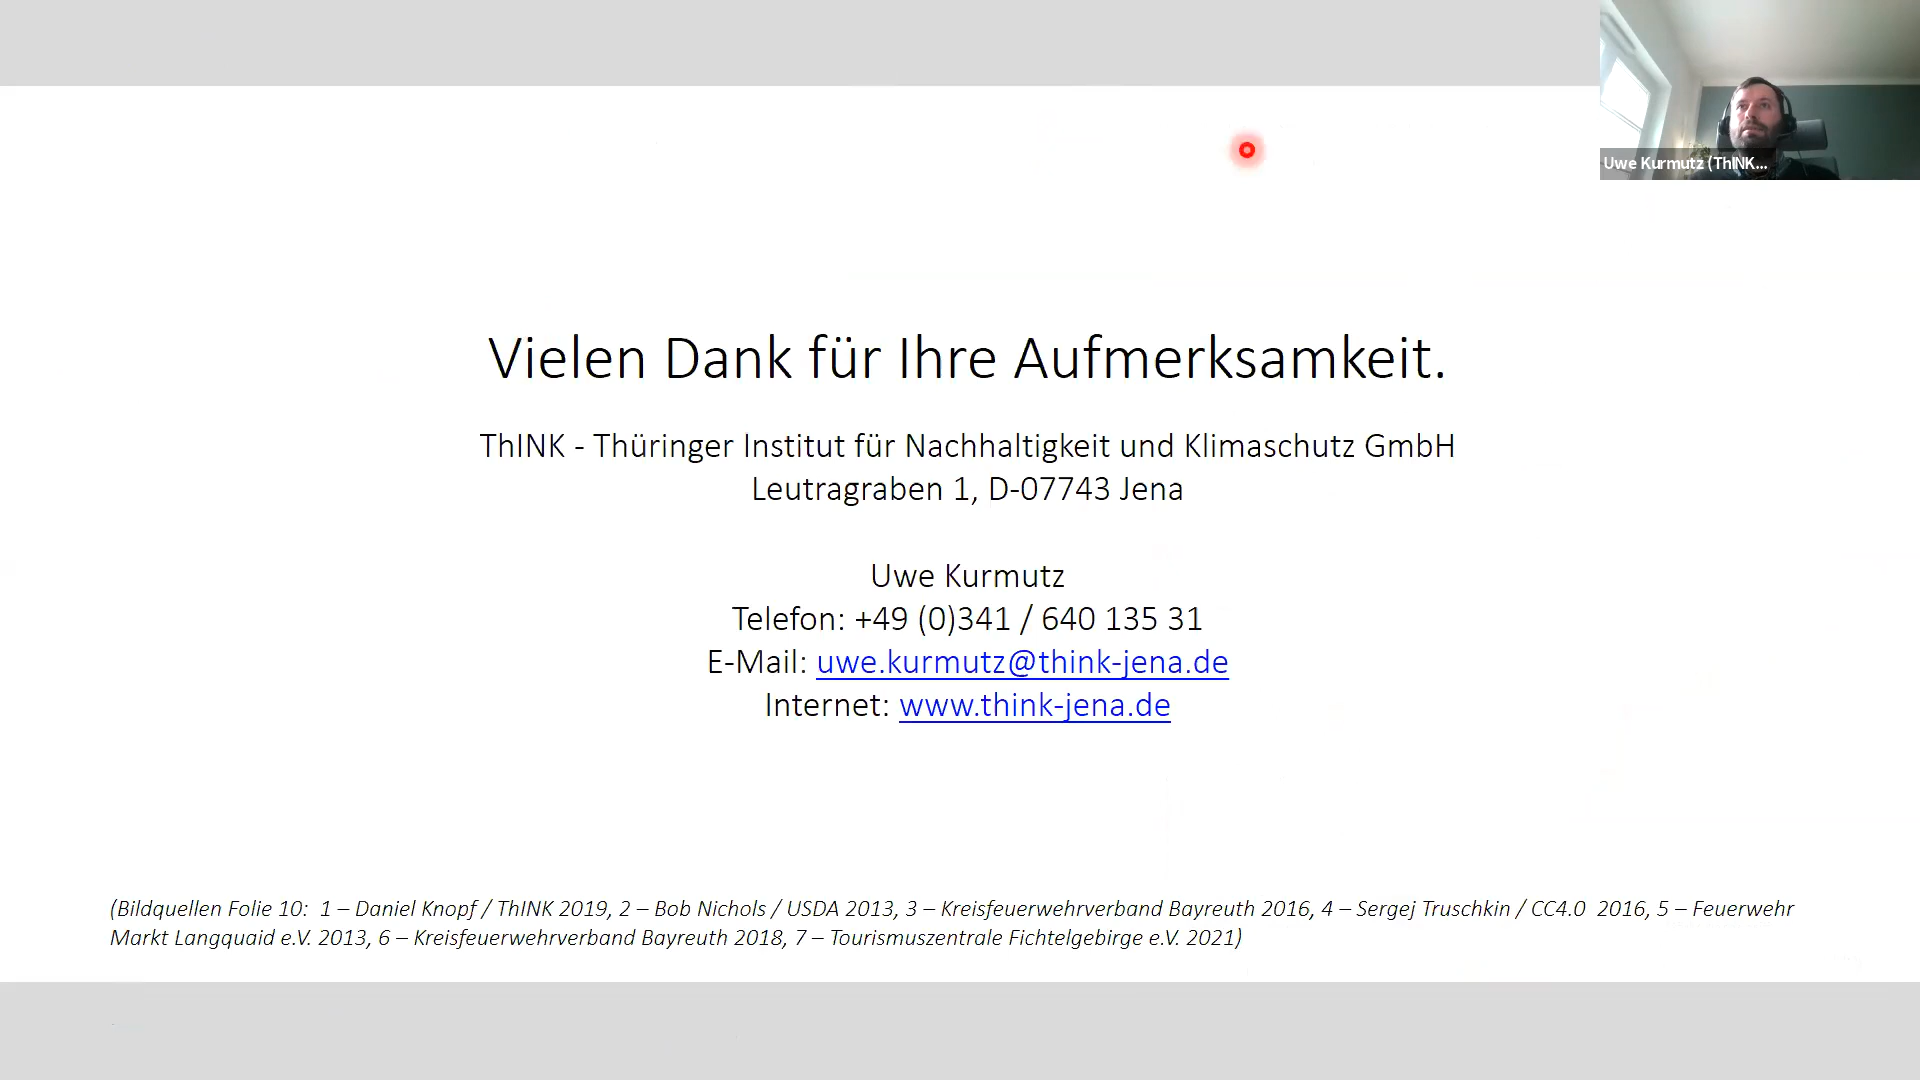 Uwe Kurmutz (ThINK...
Vielen Dank für Ihre Aufmerksamkeit.
ThINK - Thüringer Institut für Nachhaltigkeit und Klimaschutz GmbH
Leutragraben 1, D-07743 Jena
Uwe Kurmutz
Telefon: +49 (0)341 / 640 135 31
E-Mail: uwe.kurmutz@think-jena.de
Internet: www.think-jena.de
(Bildquellen Folie 10:  1 – Daniel Knopf / ThINK 2019, 2 – Bob Nichols / USDA 2013, 3 – Kreisfeuerwehrverband Bayreuth 2016, 4 – Sergej Truschkin / CC4.0  2016, 5 – Feuerwehr
Markt Langquaid e.V. 2013, 6 – Kreisfeuerwehrverband Bayreuth 2018, 7 – Tourismuszentrale Fichtelgebirge e.V. 2021)